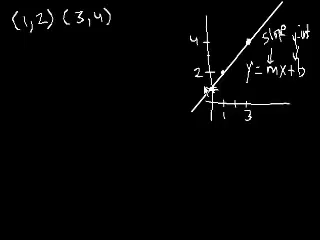 (1,2) (3,4)
4
slope y-int
2
y=mx+b
1 3